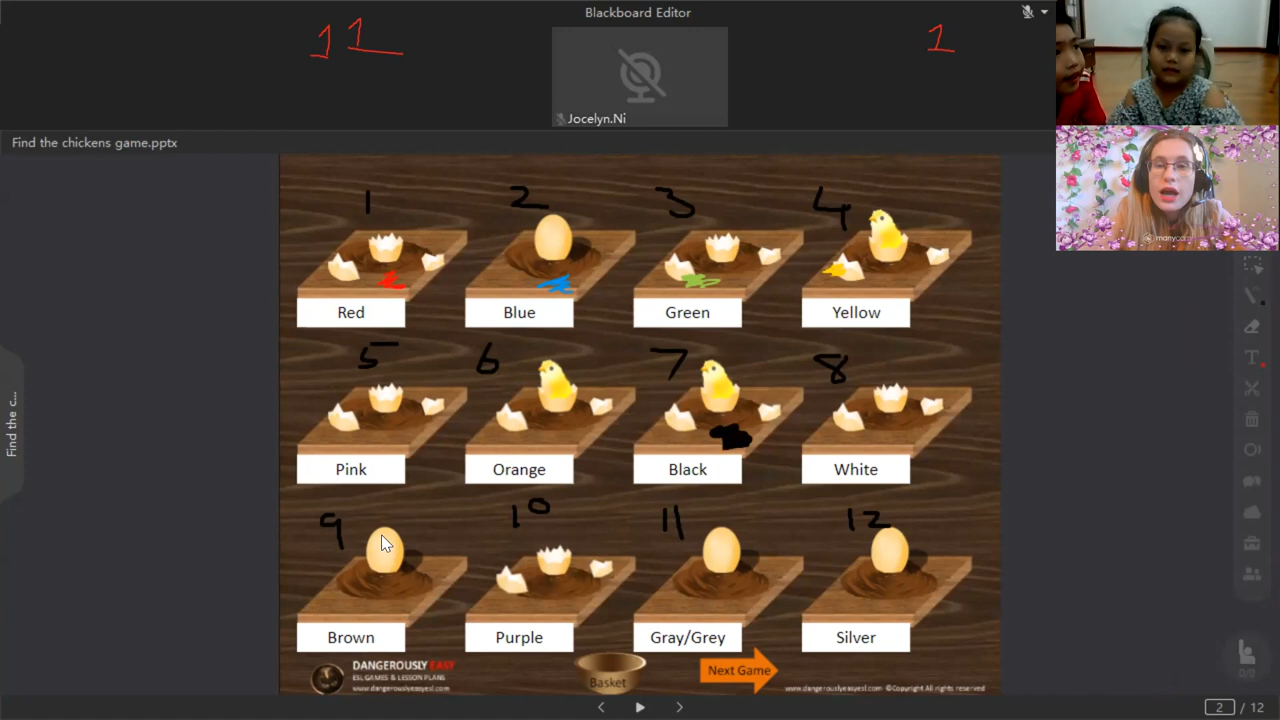 Blackboard Editor
11 1
Jocelyn.Ni
Find the chickens game.pptx
manycam
Find the c...
1 2 3 4
Red Blue Green Yellow
5 6 7 8
Pink Orange Black White
9 10 11 12
Brown Purple Gray/Grey Silver
DANGEROUSLY EASY
ESL GAMES & LESSON PLANS
www.dangerouslyeasyesl.com
Basket
Next Game
www.dangerouslyeasyesl.com ©Copyright All rights reserved
T
0/0
2 / 12